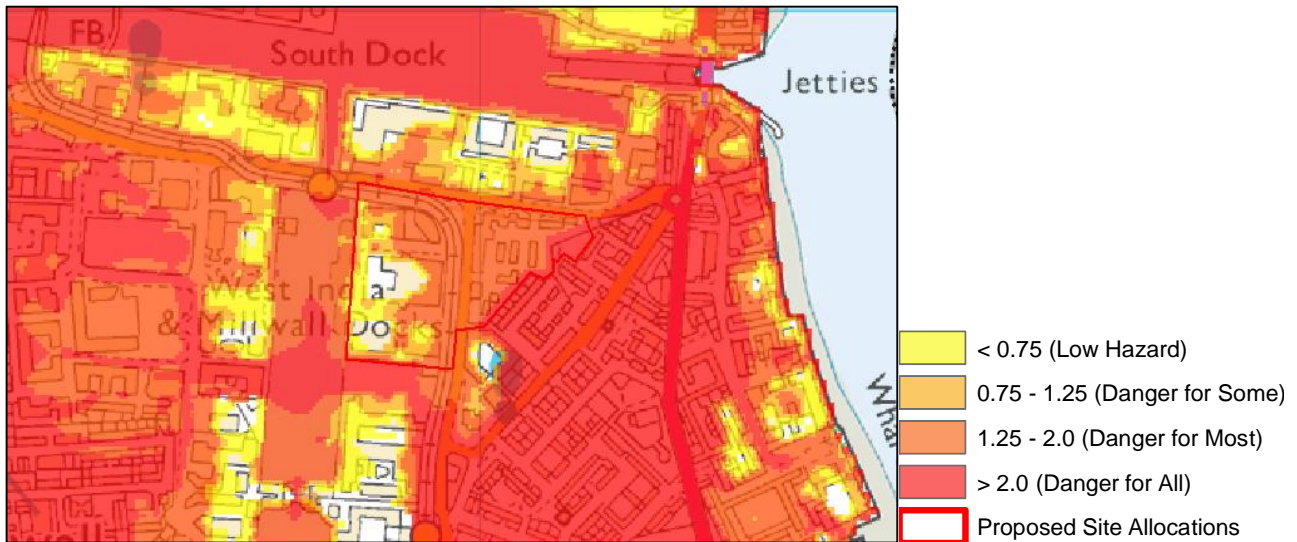 FB
South Dock
Jetties
West India
& Millwall Docks
Wha
< 0.75 (Low Hazard)
0.75 - 1.25 (Danger for Some)
1.25 - 2.0 (Danger for Most)
> 2.0 (Danger for All)
Proposed Site Allocations